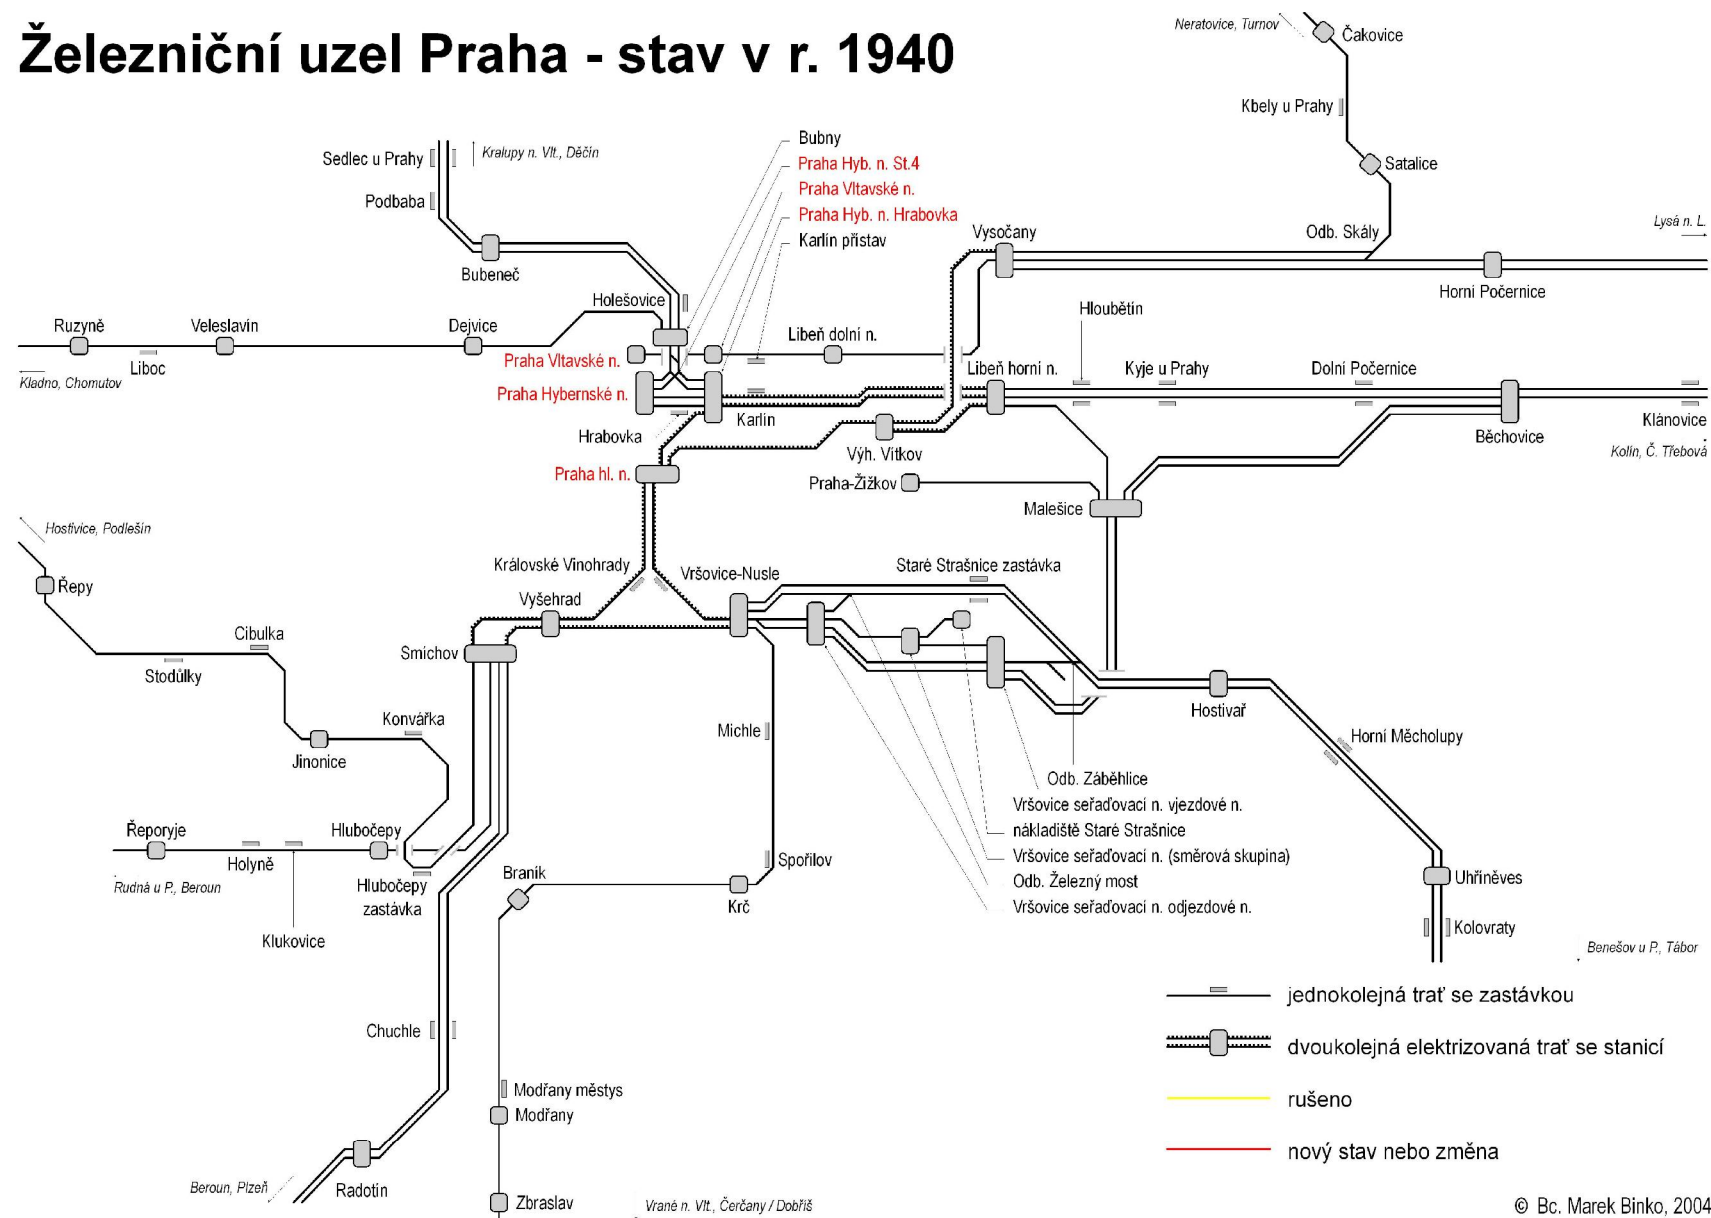 Železniční uzel Praha - stav v r. 1940
Neratovice, Turnov
Čakovice
Kbely u Prahy
Satalice
Lysá n. L.
Odb. Skály
Vysočany
Horní Počernice
Sedlec u Prahy
Kralupy n. Vlt., Děčín
Podbaba
Bubeneč
Bubny
Praha Hyb. n. St.4
Praha Vltavské n.
Praha Hyb. n. Hrabovka
Karlín přístav
Holešovice
Ruzyně
Veleslavín
Dejvice
Liboc
Kladno, Chomutov
Praha Vltavské n.
Libeň dolní n.
Praha Hybernské n.
Hrabovka
Karlín
Praha hl. n.
Výh. Vítkov
Libeň horní n.
Hloubětín
Kyje u Prahy
Dolní Počernice
Běchovice
Klánovice
Kolín, Č. Třebová
Praha-Žižkov
Malešice
Hostivice, Podlešín
Řepy
Cibulka
Stodůlky
Jinonice
Konvářka
Královské Vinohrady
Vyšehrad
Smíchov
Vršovice-Nusle
Staré Strašnice zastávka
Hostivař
Horní Měcholupy
Michle
Odb. Záběhlice
Vršovice seřaďovací n. vjezdové n.
nákladiště Staré Strašnice
Vršovice seřaďovací n. (směrová skupina)
Odb. Železný most
Vršovice seřaďovací n. odjezdové n.
Řeporyje
Holyně
Hlubočepy
Rudná u P., Beroun
Klukovice
Hlubočepy
zastávka
Braník
Krč
Spořilov
Uhříněves
Kolovraty
Benešov u P., Tábor
Chuchle
Modřany městys
Modřany
Radotín
Beroun, Plzeň
Zbraslav
Vrané n. Vlt., Čerčany / Dobříš
jednokolejná trať se zastávkou
dvoukolejná elektrizovaná trať se stanicí
rušeno
nový stav nebo změna
© Bc. Marek Binko, 2004